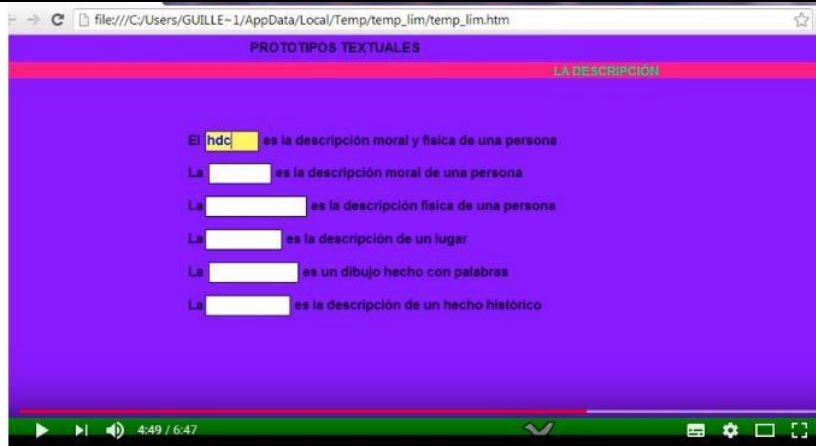 file:///C:/Users/GUILLE~1/AppData/Local/Temp/temp_lim/temp_lim.htm
PROTOTIPOS TEXTUALES
LA DESCRIPCIÓN
El hdc es la descripción moral y física de una persona
La es la descripción moral de una persona
La es la descripción física de una persona
La es la descripción de un lugar
La es un dibujo hecho con palabras
La es la descripción de un hecho histórico
4:49 / 6:47